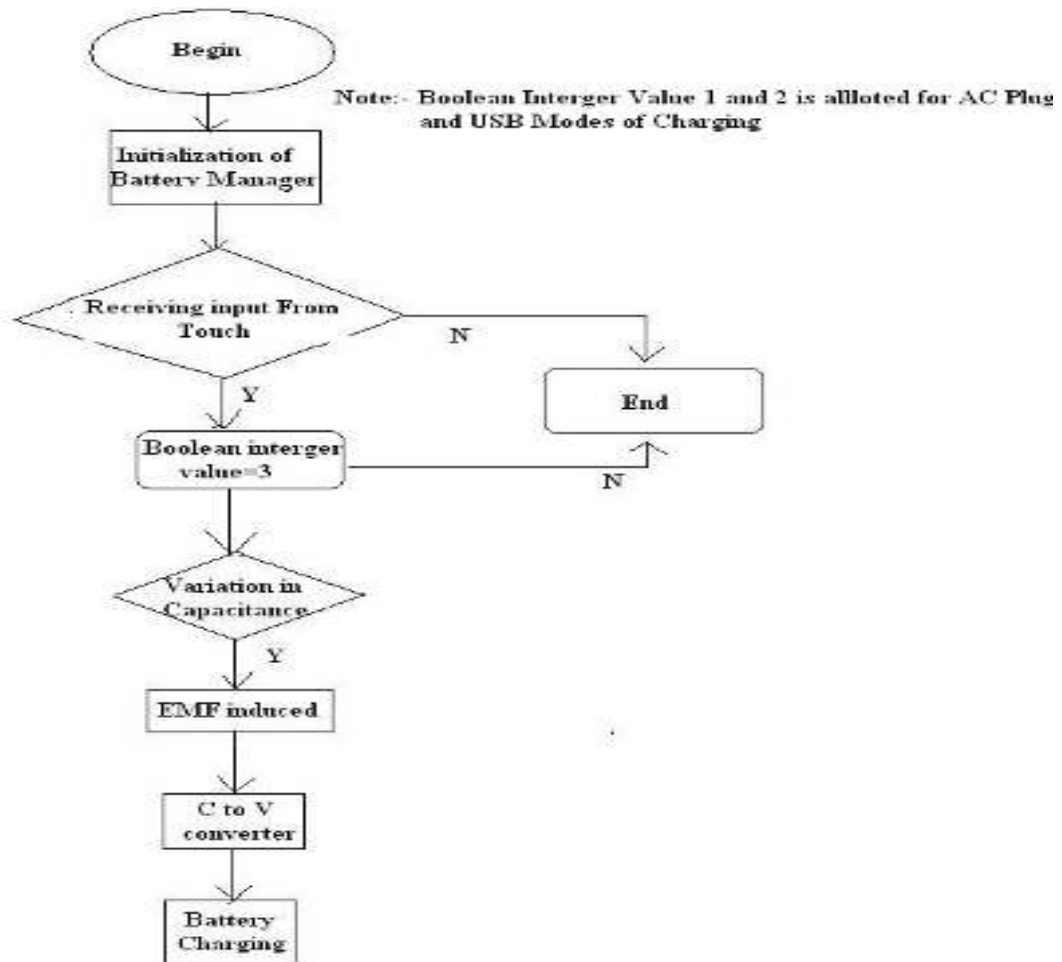 Begin
Note:- Boolean Interger Value 1 and 2 is allloted for AC Plug
and USB Modes of Charging
Initialization of
Battery Manager
Receiving input From
Touch
N
Y
End
Boolean interger
value=3
N
Variation in
Capacitance
Y
EMF induced
C to V
converter
Battery
Charging